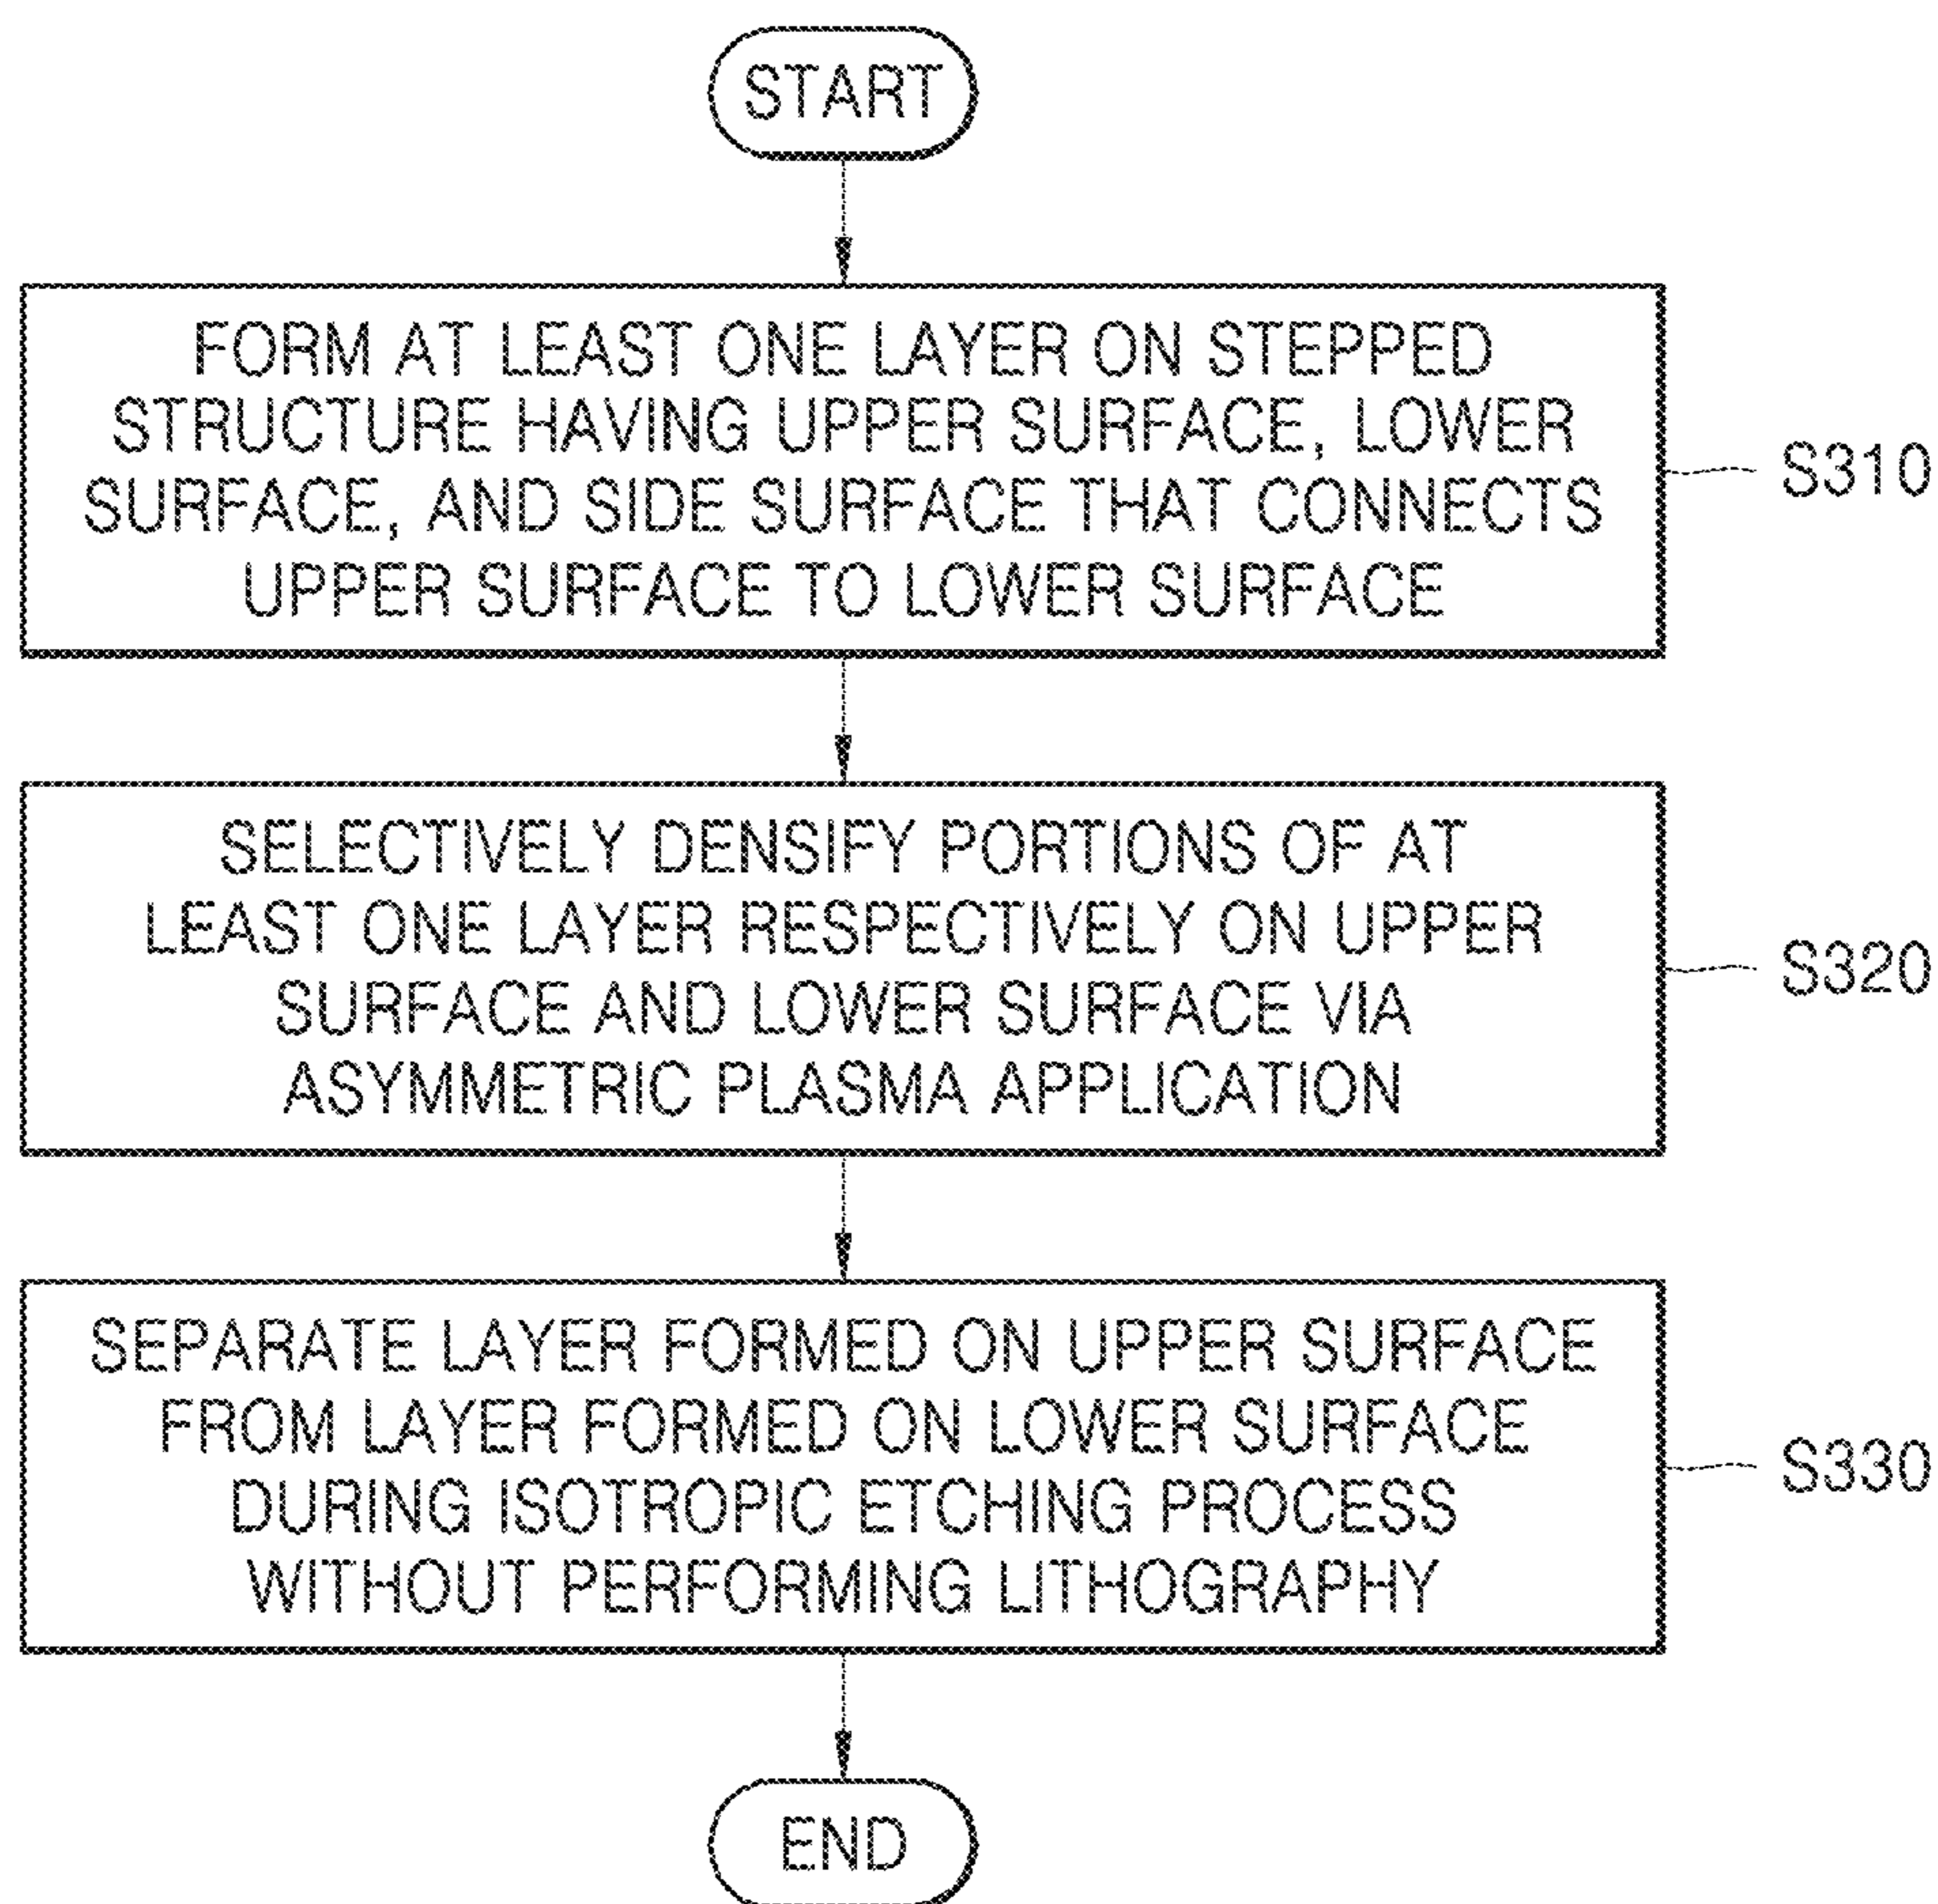 START
FORM AT LEAST ONE LAYER ON STEPPED
STRUCTURE HAVING UPPER SURFACE, LOWER
SURFACE, AND SIDE SURFACE THAT CONNECTS
UPPER SURFACE TO LOWER SURFACE
S310
SELECTIVELY DENSIFY PORTIONS OF AT
LEAST ONE LAYER RESPECTIVELY ON UPPER
SURFACE AND LOWER SURFACE VIA
ASYMMETRIC PLASMA APPLICATION
S320
SEPARATE LAYER FORMED ON UPPER SURFACE
FROM LAYER FORMED ON LOWER SURFACE
DURING ISOTROPIC ETCHING PROCESS
WITHOUT PERFORMING LITHOGRAPHY
S330
END